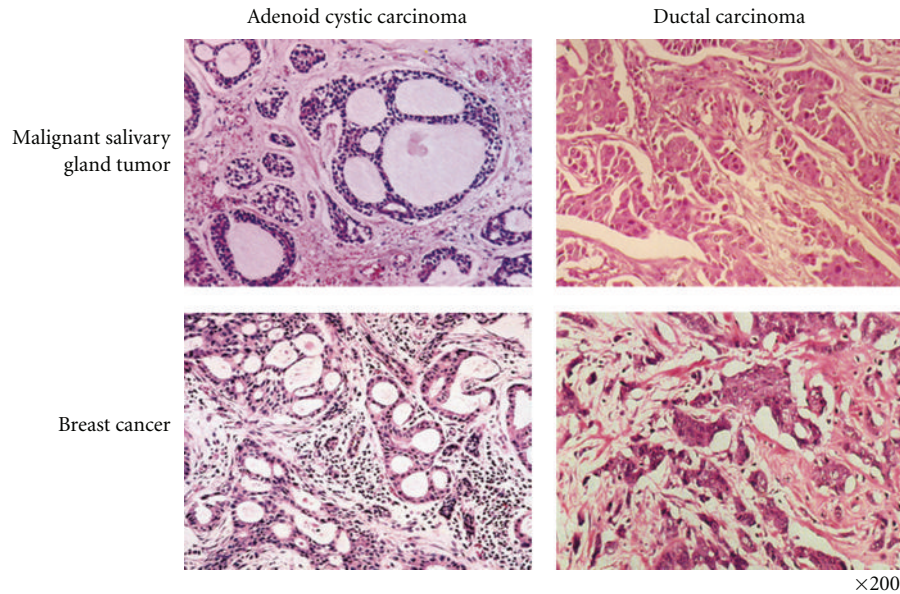 Adenoid cystic carcinoma
Ductal carcinoma
Malignant salivary
gland tumor
Breast cancer
×200